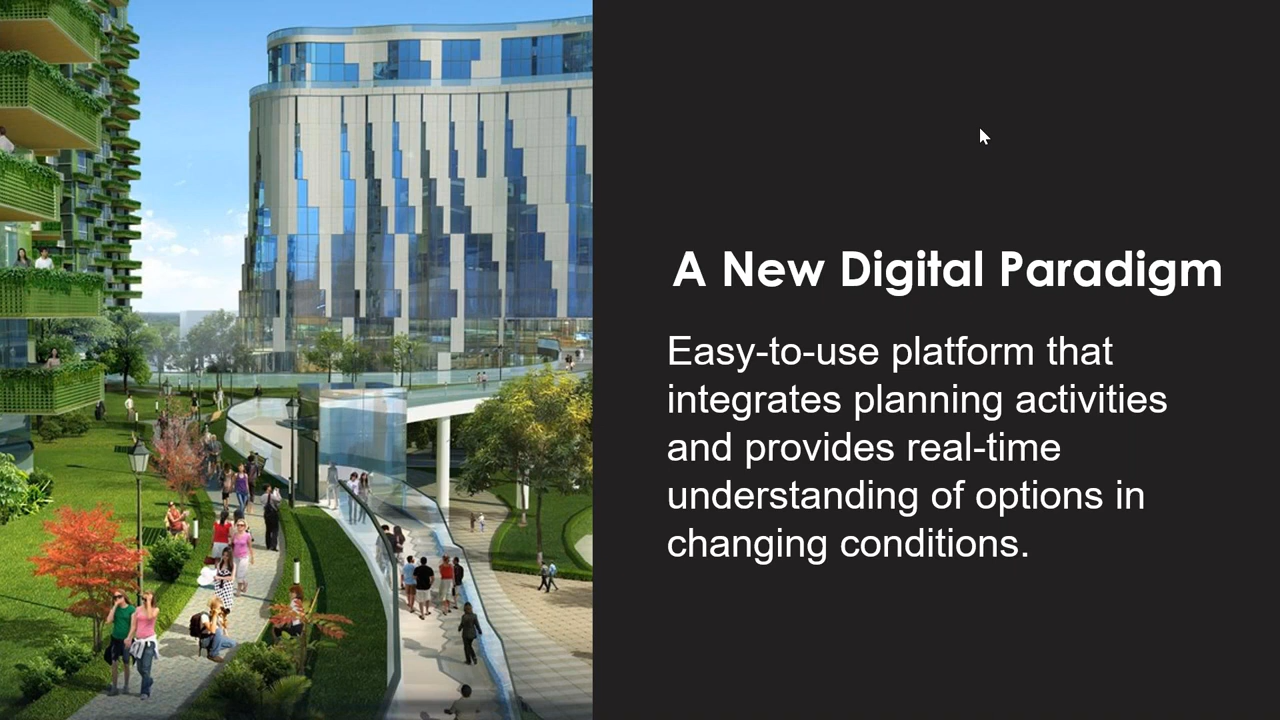 A New Digital Paradigm
Easy-to-use platform that
integrates planning activities
and provides real-time
understanding of options in
changing conditions.